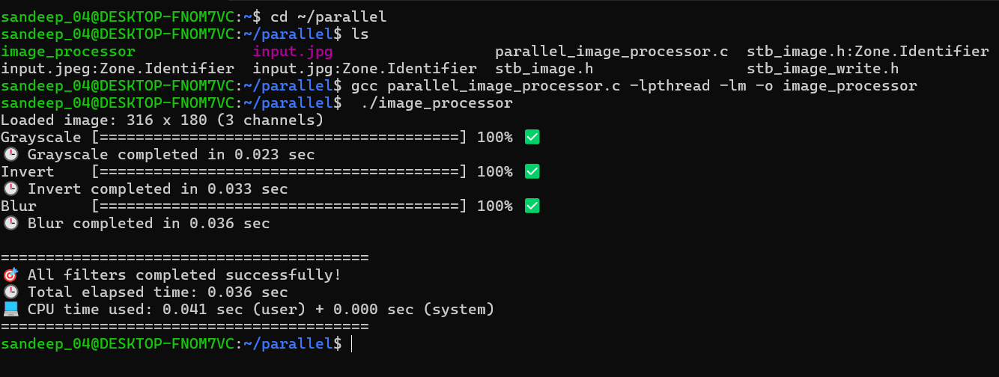 sandeep_04@DESKTOP-FNOM7VC:~$ cd ~/parallel
sandeep_04@DESKTOP-FNOM7VC:~/parallel$ ls
image_processor             input.jpg                  parallel_image_processor.c  stb_image.h:Zone.Identifier
input.jpeg:Zone.Identifier  input.jpg:Zone.Identifier  stb_image.h                 stb_image_write.h
sandeep_04@DESKTOP-FNOM7VC:~/parallel$ gcc parallel_image_processor.c -lpthread -lm -o image_processor
sandeep_04@DESKTOP-FNOM7VC:~/parallel$  ./image_processor
Loaded image: 316 x 180 (3 channels)
Grayscale [========================================] 100% ✅
🕒 Grayscale completed in 0.023 sec
Invert    [========================================] 100% ✅
🕒 Invert completed in 0.033 sec
Blur      [========================================] 100% ✅
🕒 Blur completed in 0.036 sec
=========================================
🎯 All filters completed successfully!
🕒 Total elapsed time: 0.036 sec
💻 CPU time used: 0.041 sec (user) + 0.000 sec (system)
=========================================
sandeep_04@DESKTOP-FNOM7VC:~/parallel$